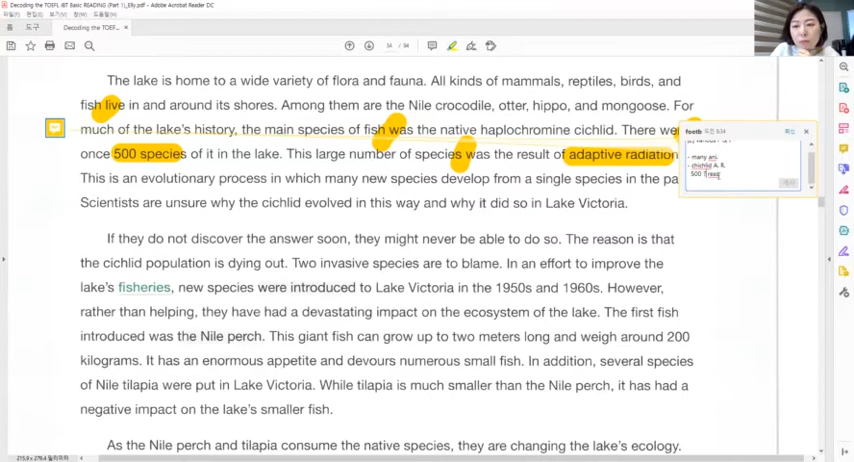 Decoding the TOEFL iBT Basic READING (Part 1)_Elly.pdf - Adobe Acrobat Reader DC
파일(F) 편집(E) 보기(V) 창(W) 도움말(H)
홈 도구 Decoding the TOEF... ×
34 / 94
The lake is home to a wide variety of flora and fauna. All kinds of mammals, reptiles, birds, and
fish live in and around its shores. Among them are the Nile crocodile, otter, hippo, and mongoose. For
much of the lake's history, the main species of fish was the native haplochromine cichlid. There wer
once 500 species of it in the lake. This large number of species was the result of adaptive radiation
This is an evolutionary process in which many new species develop from a single species in the pa
Scientists are unsure why the cichlid evolved in this way and why it did so in Lake Victoria.
- many ani.
- chichlid A. R.
500
게시
If they do not discover the answer soon, they might never be able to do so. The reason is that
the cichlid population is dying out. Two invasive species are to blame. In an effort to improve the
lake's fisheries, new species were introduced to Lake Victoria in the 1950s and 1960s. However,
rather than helping, they have had a devastating impact on the ecosystem of the lake. The first fish
introduced was the Nile perch. This giant fish can grow up to two meters long and weigh around 200
kilograms. It has an enormous appetite and devours numerous small fish. In addition, several species
of Nile tilapia were put in Lake Victoria. While tilapia is much smaller than the Nile perch, it has had a
negative impact on the lake's smaller fish.
As the Nile perch and tilapia consume the native species, they are changing the lake's ecology.